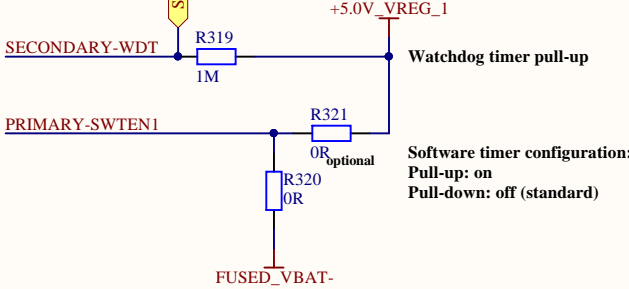 S
+5.0V_VREG_1
R319
SECONDARY-WDT
1M
Watchdog timer pull-up
R321
PRIMARY-SWTEN1
0R
optional
Software timer configuration:
Pull-up: on
Pull-down: off (standard)
R320
0R
FUSED_VBAT-